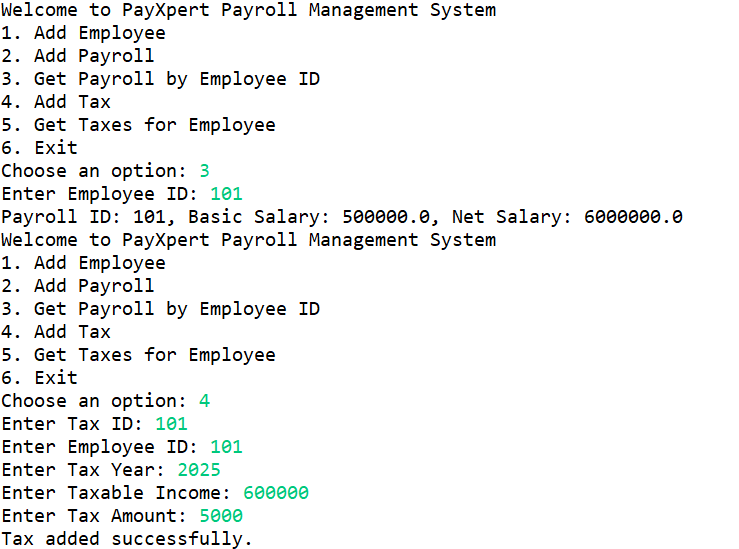 Welcome to PayXpert Payroll Management System
1. Add Employee
2. Add Payroll
3. Get Payroll by Employee ID
4. Add Tax
5. Get Taxes for Employee
6. Exit
Choose an option: 3
Enter Employee ID: 101
Payroll ID: 101, Basic Salary: 500000.0, Net Salary: 6000000.0
Welcome to PayXpert Payroll Management System
1. Add Employee
2. Add Payroll
3. Get Payroll by Employee ID
4. Add Tax
5. Get Taxes for Employee
6. Exit
Choose an option: 4
Enter Tax ID: 101
Enter Employee ID: 101
Enter Tax Year: 2025
Enter Taxable Income: 600000
Enter Tax Amount: 5000
Tax added successfully.